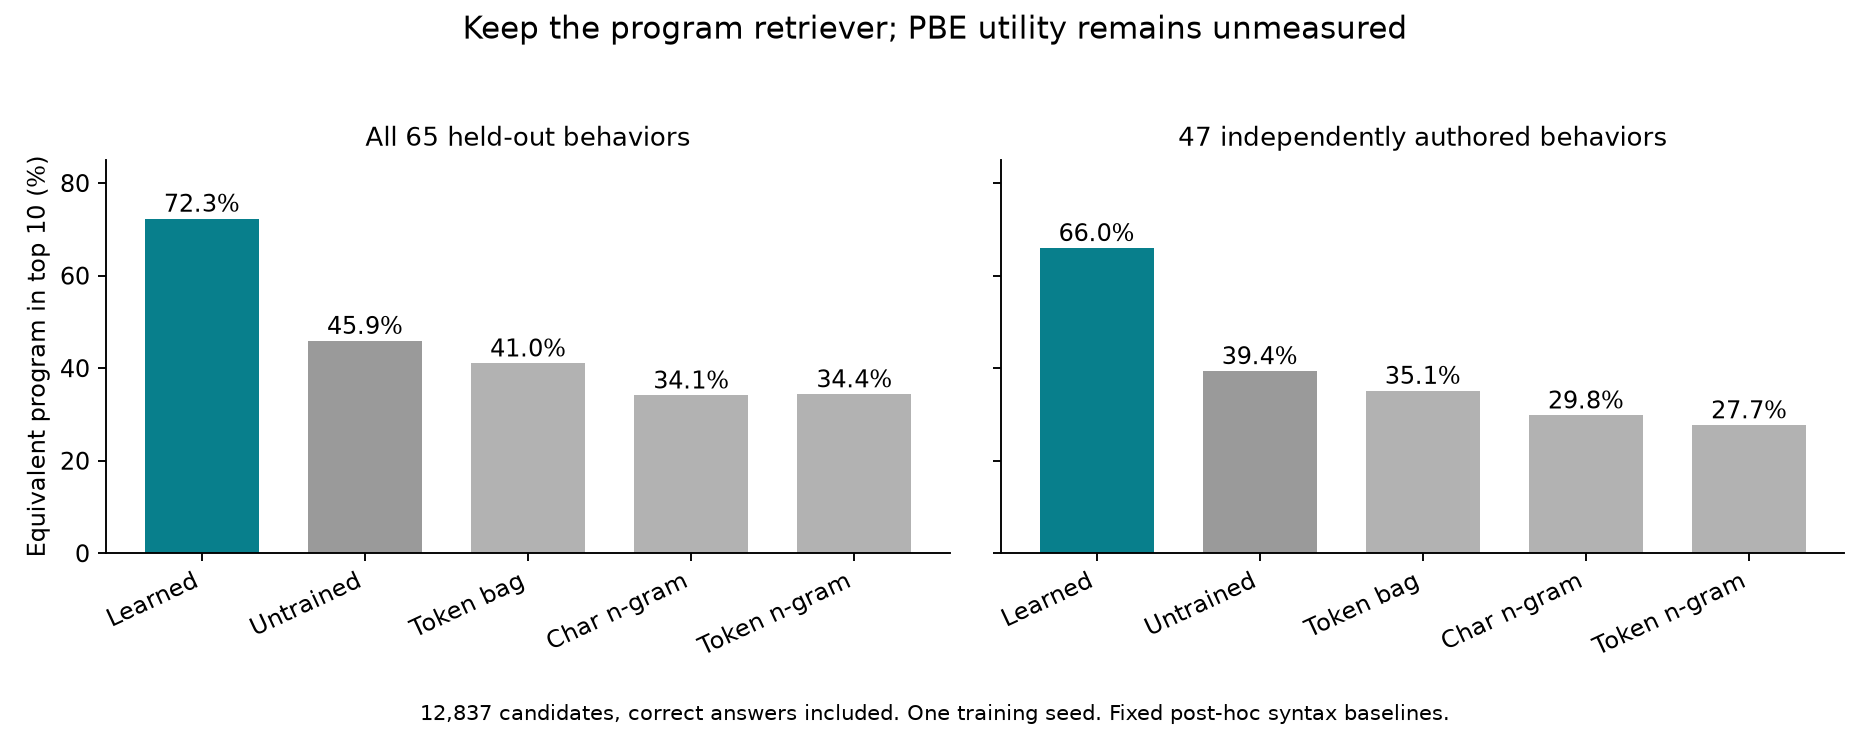 Keep the program retriever; PBE utility remains unmeasured
All 65 held-out behaviors
Equivalent program in top 10 (%)
80
60
40
20
0
72.3%
45.9%
41.0%
34.1%
34.4%
Learned
Untrained
Token bag
Char n-gram
Token n-gram
47 independently authored behaviors
66.0%
39.4%
35.1%
29.8%
27.7%
Learned
Untrained
Token bag
Char n-gram
Token n-gram
12,837 candidates, correct answers included. One training seed. Fixed post-hoc syntax baselines.